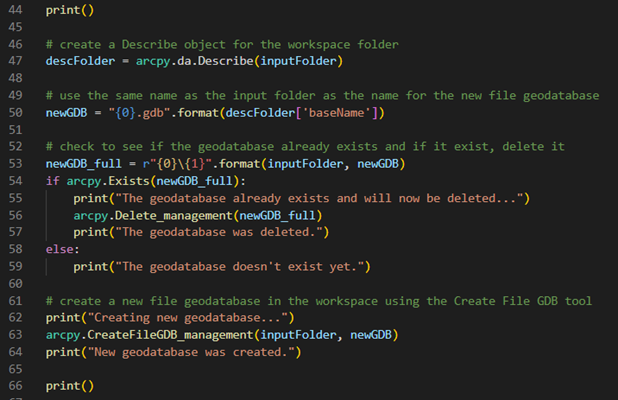 44 print()
45
46 # create a Describe object for the workspace folder
47 descFolder = arcpy.da.Describe(inputFolder)
48
49 # use the same name as the input folder as the name for the new file geodatabase
50 newGDB = "{0}.gdb".format(descFolder['baseName'])
51
52 # check to see if the geodatabase already exists and if it exist, delete it
53 newGDB_full = r"{0}\{1}".format(inputFolder, newGDB)
54 if arcpy.Exists(newGDB_full):
55     print("The geodatabase already exists and will now be deleted...")
56     arcpy.Delete_management(newGDB_full)
57     print("The geodatabase was deleted.")
58 else:
59     print("The geodatabase doesn't exist yet.")
60
61 # create a new file geodatabase in the workspace using the Create File GDB tool
62 print("Creating new geodatabase...")
63 arcpy.CreateFileGDB_management(inputFolder, newGDB)
64 print("New geodatabase was created.")
65
66 print()